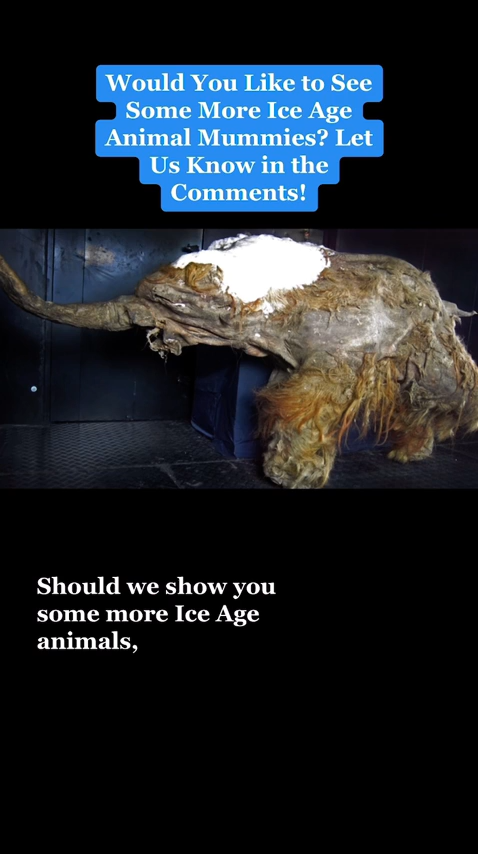 Would You Like to See
Some More Ice Age
Animal Mummies? Let
Us Know in the
Comments!
Should we show you
some more Ice Age
animals,